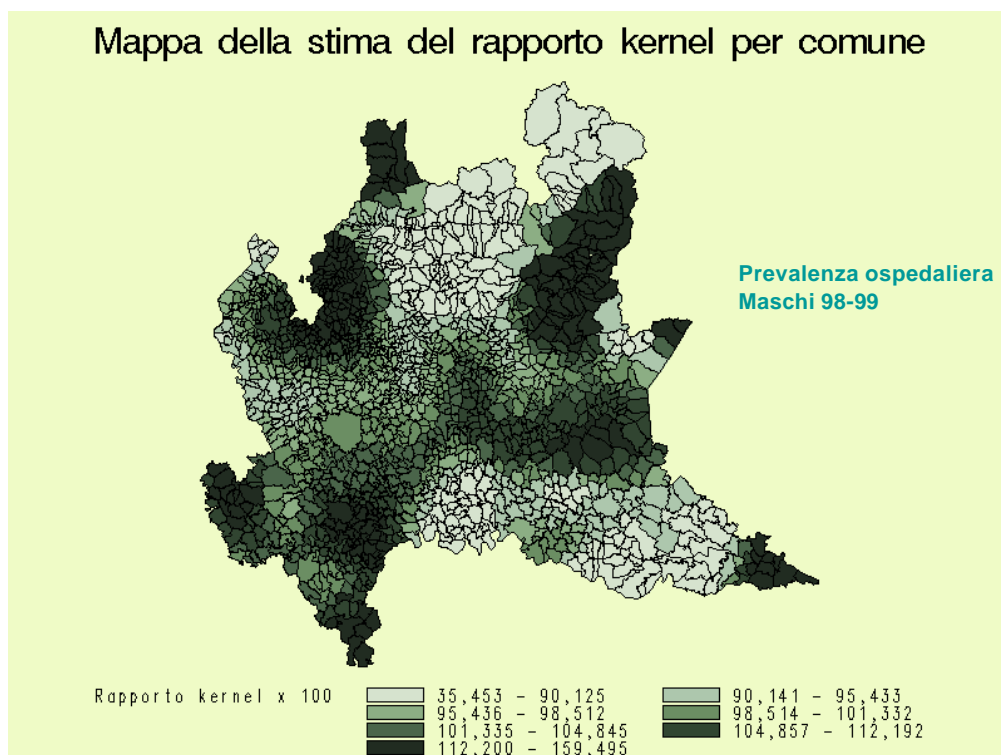 Mappa della stima del rapporto kernel per comune
Prevalenza ospedaliera
Maschi 98-99
Rapporto kernel x 100
35,453 - 90,125
90,141 - 95,433
95,436 - 98,512
98,514 - 101,332
101,335 - 104,845
104,857 - 112,192
112,200 - 159,495